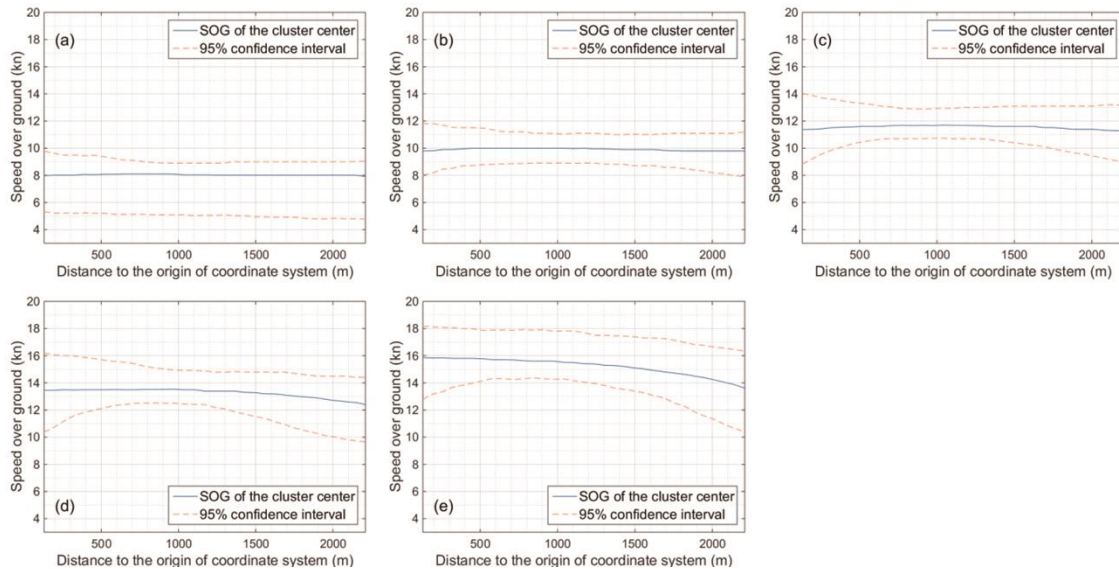 20
18
16
14
12
10
8
6
4
Speed over ground (kn)
(a)
SOG of the cluster center
95% confidence interval
500 1000 1500 2000
Distance to the origin of coordinate system (m)
20
18
16
14
12
10
8
6
4
Speed over ground (kn)
(b)
SOG of the cluster center
95% confidence interval
500 1000 1500 2000
Distance to the origin of coordinate system (m)
20
18
16
14
12
10
8
6
4
Speed over ground (kn)
(c)
SOG of the cluster center
95% confidence interval
500 1000 1500 2000
Distance to the origin of coordinate system (m)
20
18
16
14
12
10
8
6
4
Speed over ground (kn)
(d)
SOG of the cluster center
95% confidence interval
500 1000 1500 2000
Distance to the origin of coordinate system (m)
20
18
16
14
12
10
8
6
4
Speed over ground (kn)
(e)
SOG of the cluster center
95% confidence interval
500 1000 1500 2000
Distance to the origin of coordinate system (m)